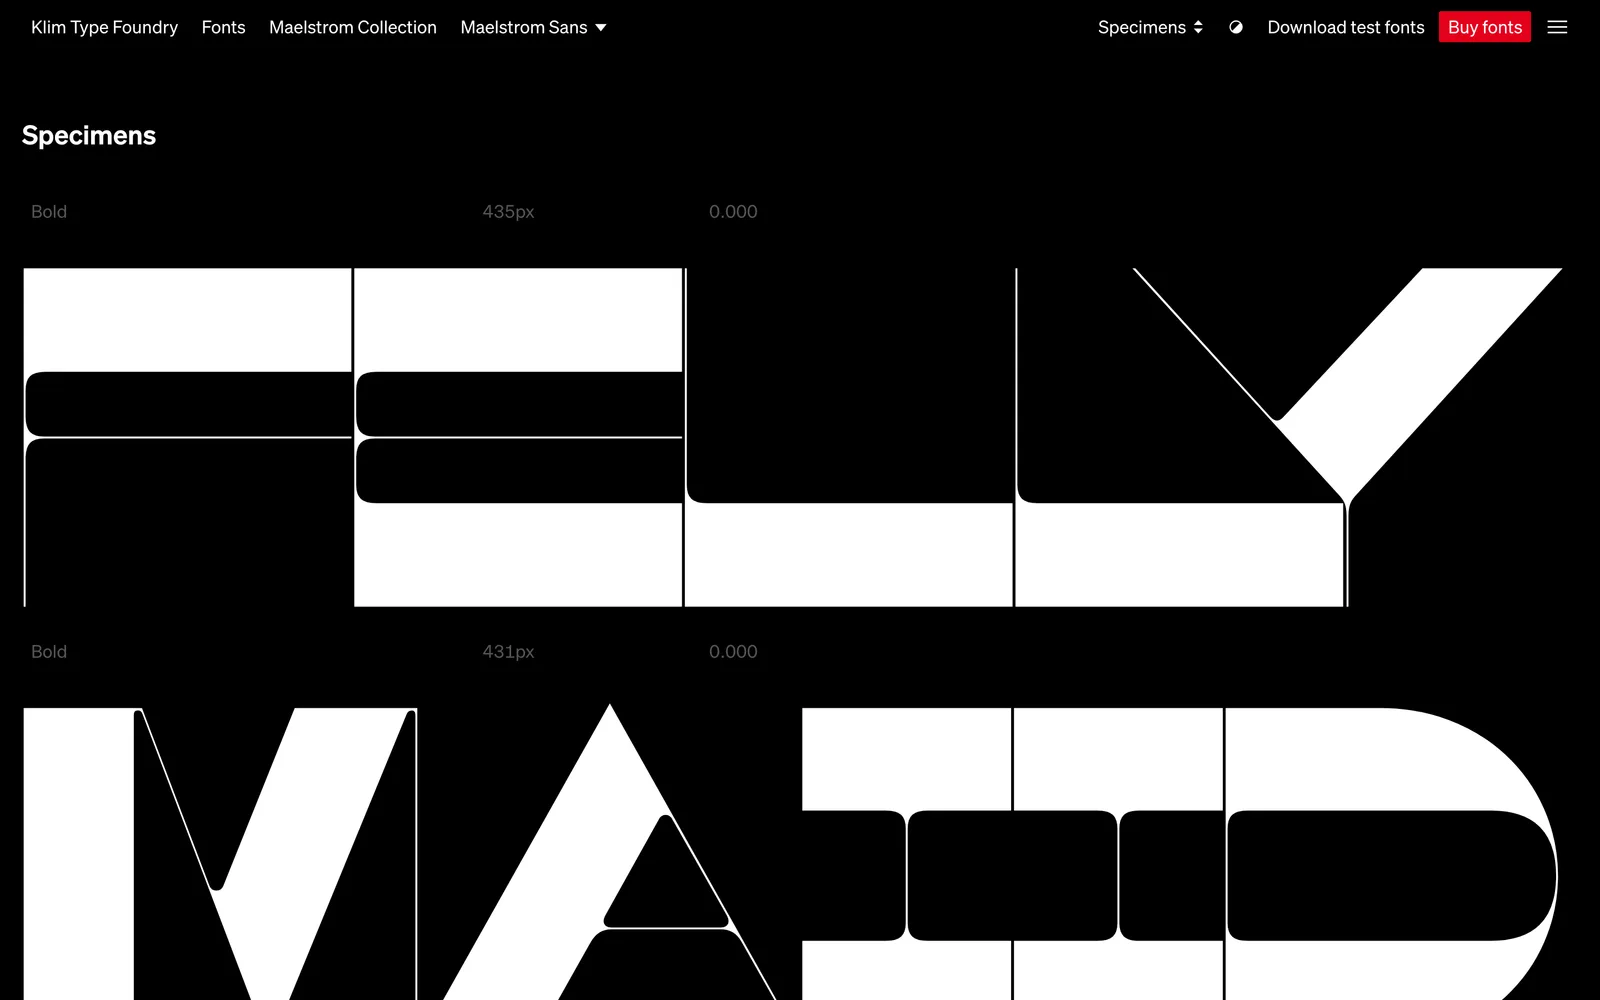 Klim Type Foundry Fonts Maelstrom Collection Maelstrom Sans Specimens Download test fonts Buy fonts
Specimens
Bold 435px 0.000
FELLY
Bold 431px 0.000
MAIID